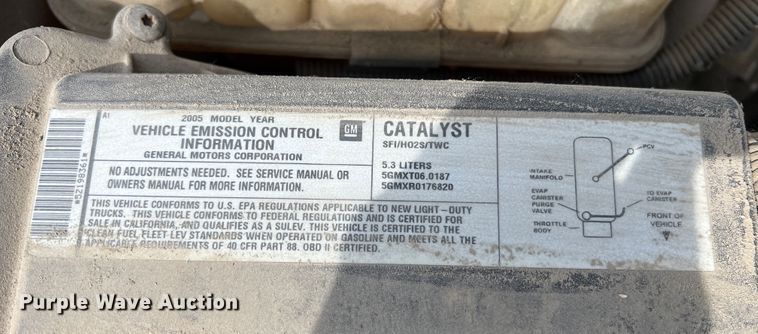 A1
2005 MODEL YEAR
VEHICLE EMISSION CONTROL
INFORMATION
GENERAL MOTORS CORPORATION
GM
NO ADJUSTMENTS NEEDED. SEE SERVICE MANUAL OR
OWNERS MANUAL FOR MORE INFORMATION.
CATALYST
SFI/HO2S/TWC
5.3 LITERS
5GMXT06.0187
5GMXR0176820
*52198361*
THIS VEHICLE CONFORMS TO U.S. EPA REGULATIONS APPLICABLE TO NEW LIGHT-DUTY
TRUCKS. THIS VEHICLE CONFORMS TO FEDERAL REGULATIONS AND IS CERTIFIED FOR
SALE IN CALIFORNIA, AND QUALIFIES AS A SULEV. THIS VEHICLE MEETS THE
CLEAN FUEL FLEET LEV STANDARDS WHEN OPERATED ON GASOLINE AND MEETS ALL THE
APPLICABLE REQUIREMENTS OF 40 CFR PART 88. OBD II CERTIFIED.
PCV
INTAKE
MANIFOLD
EVAP
CANISTER
PURGE
VALVE
TO EVAP
CANISTER
THROTTLE
BODY
FRONT OF
VEHICLE
Purple Wave Auction